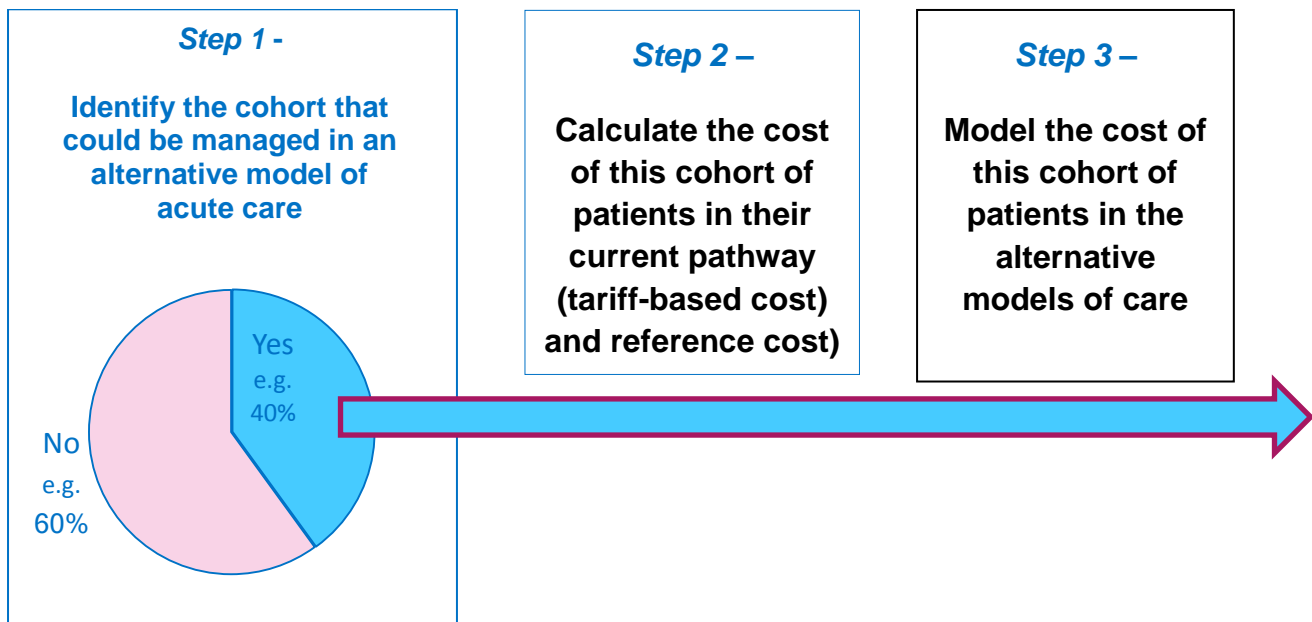 Step 1 -
Identify the cohort that
could be managed in an
alternative model of
acute care
Yes
e.g.
40%
No
e.g.
60%
Step 2 –
Calculate the cost
of this cohort of
patients in their
current pathway
(tariff-based cost)
and reference cost)
Step 3 –
Model the cost of
this cohort of
patients in the
alternative
models of care